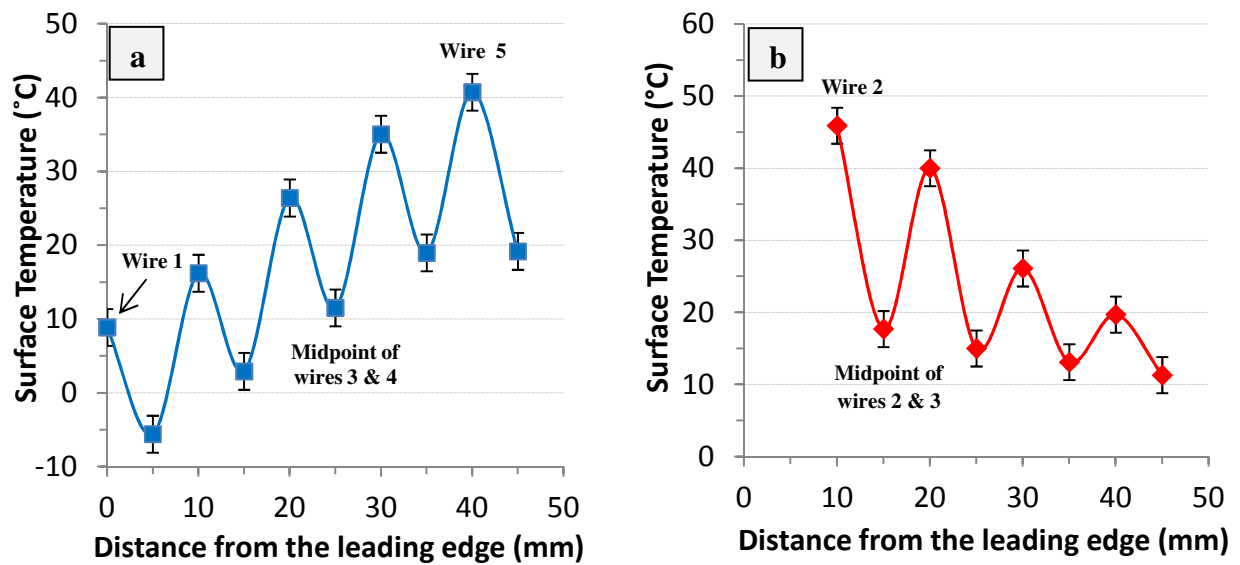 a
50
40
30
20
10
0
-10
Surface Temperature (°C)
Wire 1
Wire 5
Midpoint of
wires 3 & 4
0 10 20 30 40 50
Distance from the leading edge (mm)
b
60
50
40
30
20
10
0
Surface Temperature (°C)
Wire 2
Midpoint of
wires 2 & 3
0 10 20 30 40 50
Distance from the leading edge (mm)